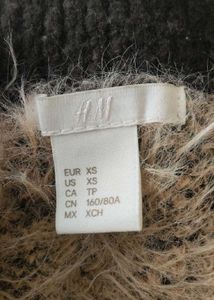 H&M
EUR XS
US XS
CA TP
CN 160/80A
MX XCH